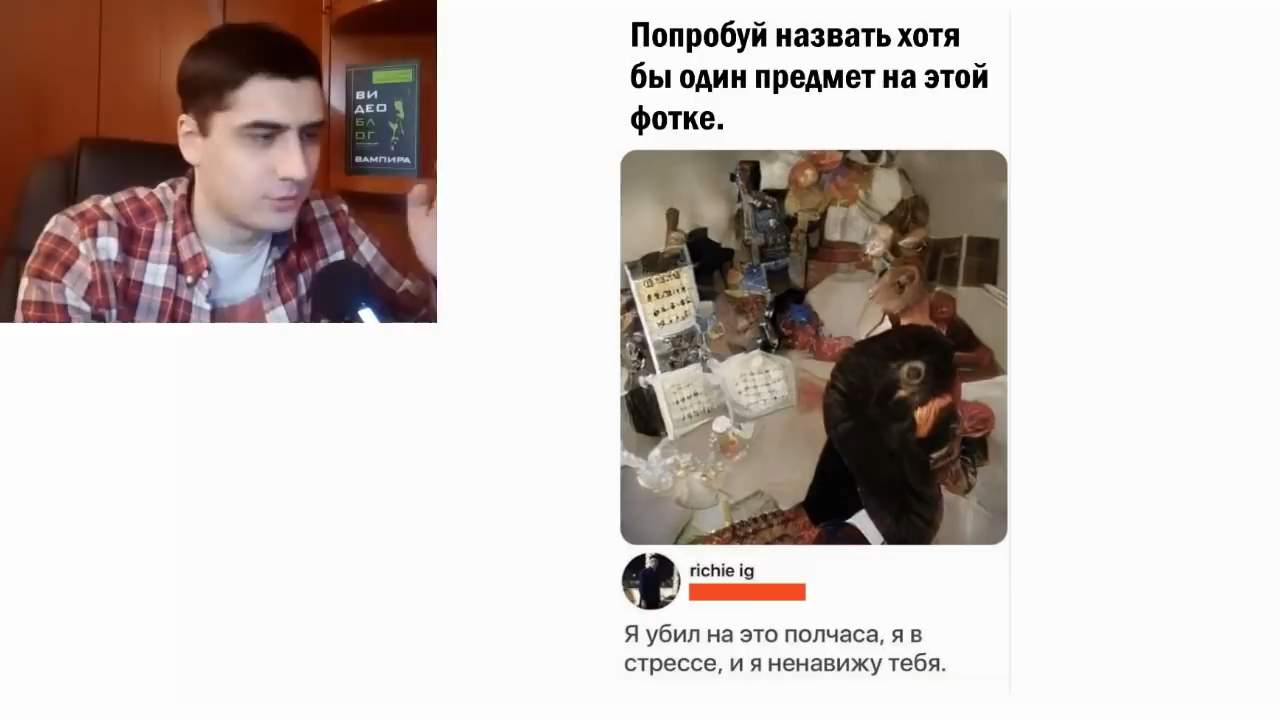 ВИ
ДЕО
БЛ
ОГ
ВАМПИРА
Попробуй назвать хотя
бы один предмет на этой
фотке.
richie ig
Я убил на это полчаса, я в
стрессе, и я ненавижу тебя.